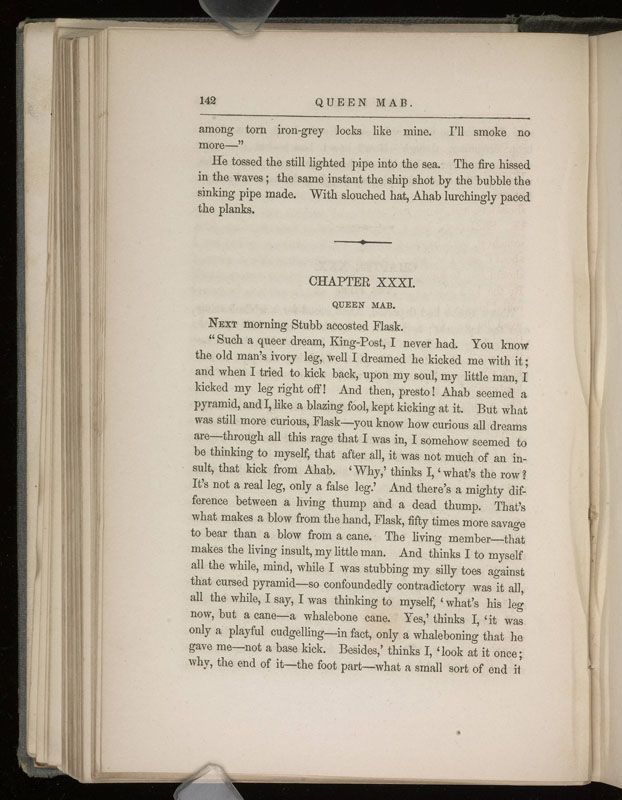 142 QUEEN MAB.
among torn iron-grey locks like mine. I'll smoke no
more—"
He tossed the still lighted pipe into the sea. The fire hissed
in the waves; the same instant the ship shot by the bubble the
sinking pipe made. With slouched hat, Ahab lurchingly paced
the planks.
CHAPTER XXXI.
QUEEN MAB.
NEXT morning Stubb accosted Flask.
"Such a queer dream, King-Post, I never had. You know
the old man's ivory leg, well I dreamed he kicked me with it;
and when I tried to kick back, upon my soul, my little man, I
kicked my leg right off! And then, presto! Ahab seemed a
pyramid, and I, like a blazing fool, kept kicking at it. But what
was still more curious, Flask—you know how curious all dreams
are—through all this rage that I was in, I somehow seemed to
be thinking to myself, that after all, it was not much of an in-
sult, that kick from Ahab. 'Why,' thinks I, 'what's the row?
It's not a real leg, only a false leg.' And there's a mighty dif-
ference between a living thump and a dead thump. That's
what makes a blow from the hand, Flask, fifty times more savage
to bear than a blow from a cane. The living member—that
makes the living insult, my little man. And thinks I to myself
all the while, mind, while I was stubbing my silly toes against
that cursed pyramid—so confoundedly contradictory was it all,
all the while, I say, I was thinking to myself, 'what's his leg
now, but a cane—a whalebone cane. Yes,' thinks I, 'it was
only a playful cudgelling—in fact, only a whaleboning that he
gave me—not a base kick. Besides,' thinks I, 'look at it once;
why, the end of it—the foot part—what a small sort of end it